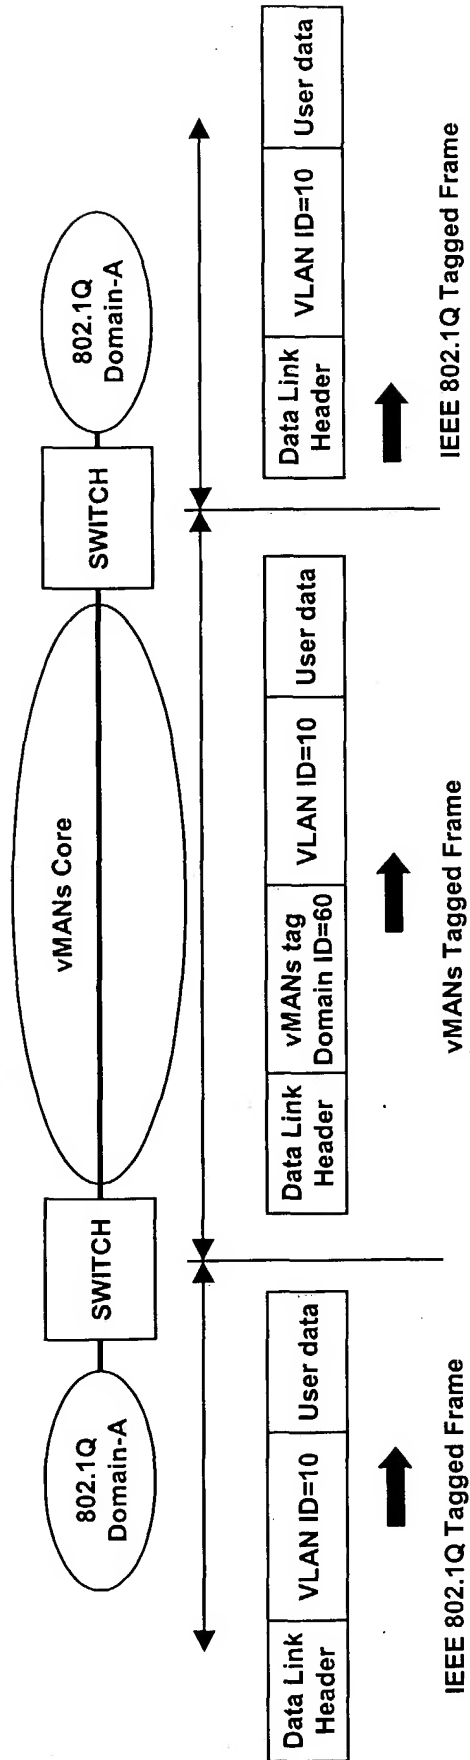 802.1Q
Domain-A
SWITCH
vMANs Core
SWITCH
802.1Q
Domain-A
Data Link
Header
VLAN ID=10
User data
Data Link
Header
vMANs tag
Domain ID=60
VLAN ID=10
User data
Data Link
Header
VLAN ID=10
User data
IEEE 802.1Q Tagged Frame
vMANs Tagged Frame
IEEE 802.1Q Tagged Frame